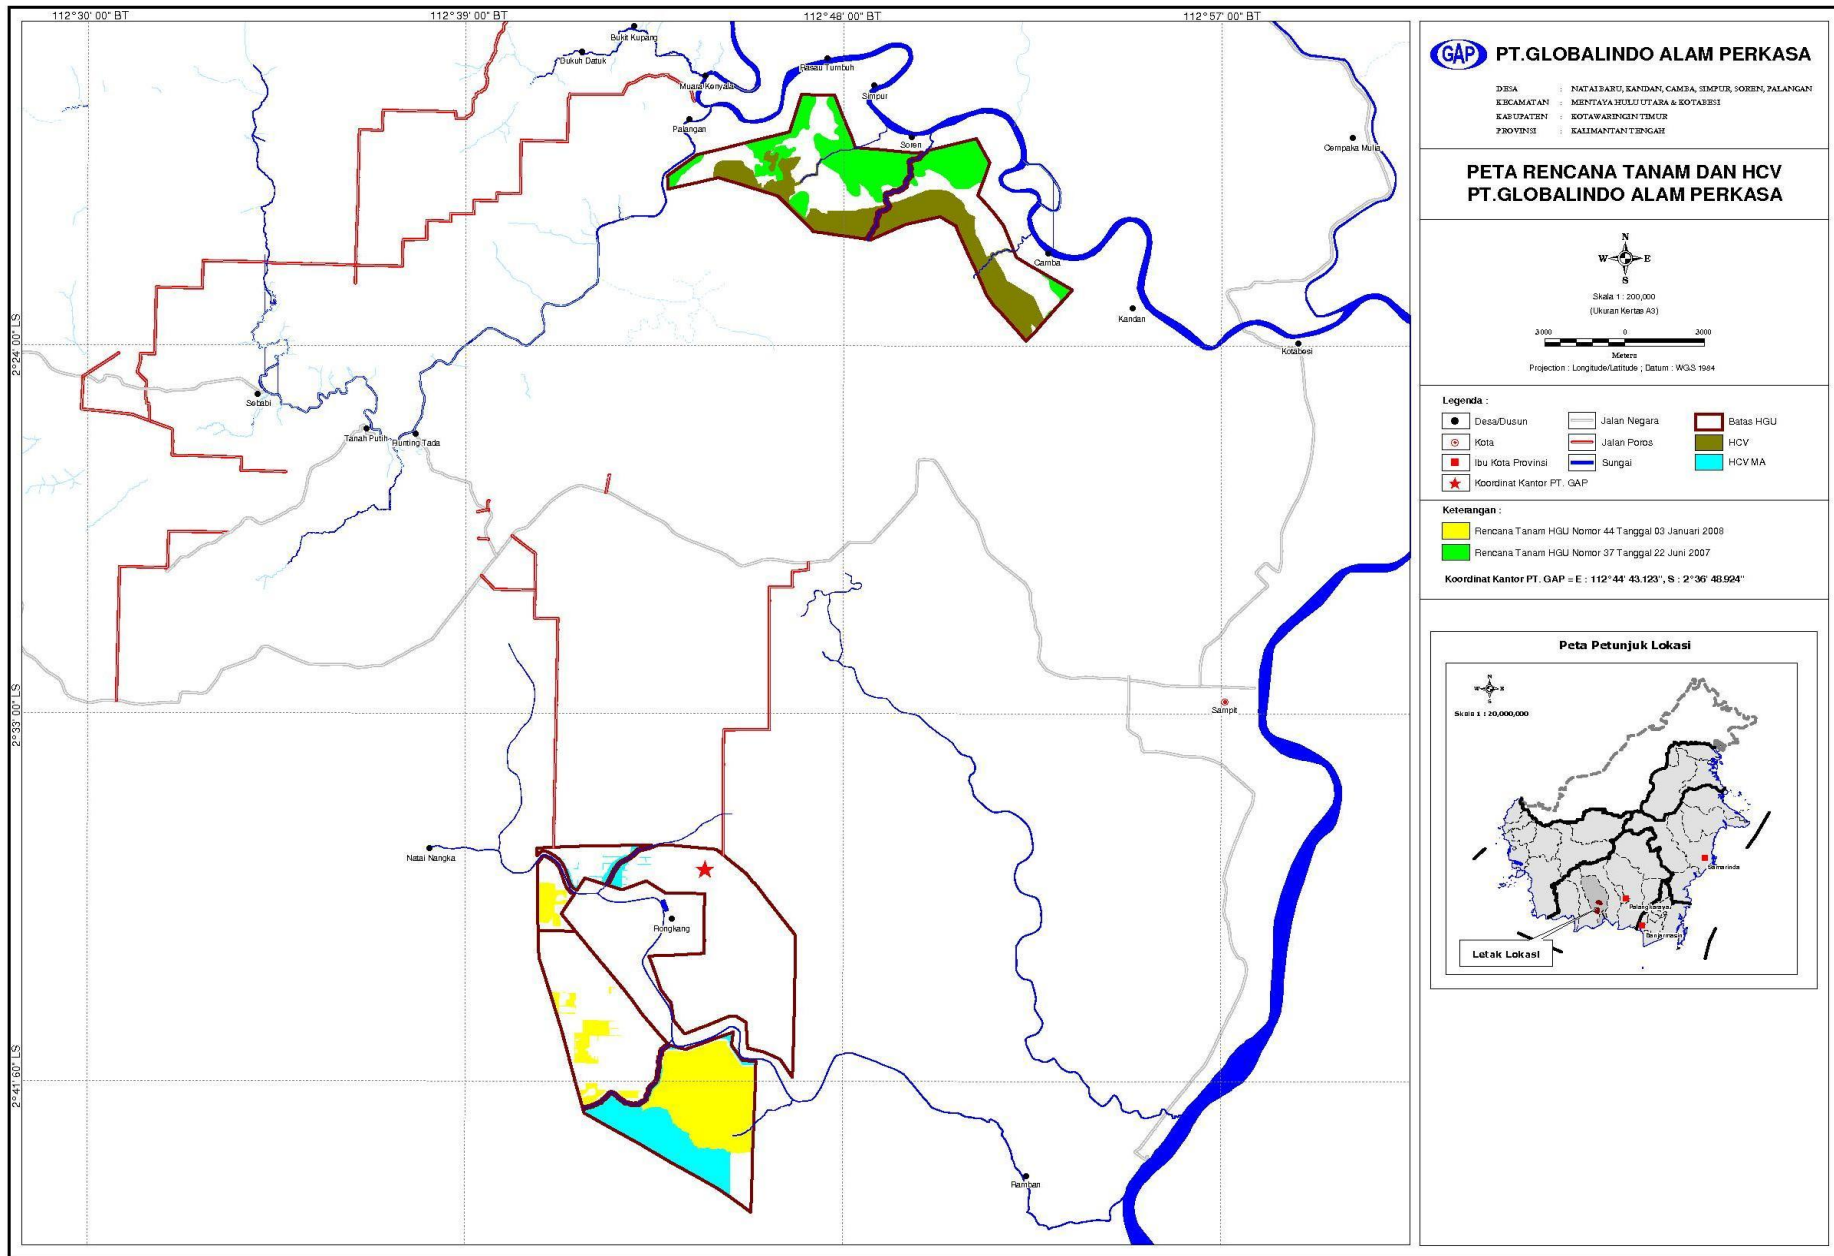 112°30' 00" BT
112°39' 00" BT
112°48' 00" BT
112°57' 00" BT
2°24' 00" LS
2°33' 00" LS
2°41' 60" LS
Bukit Kupang
Dukuh Datuk
Muara Kenyala
Rasau Tumbuh
Simpur
Palangan
Soren
Cempaka Mulia
Camba
Kandan
Kotabesi
Sebabi
Tanah Putih
Runting Tada
Sampit
Natai Nangka
Rongkang
Ramban
GAP
PT.GLOBALINDO ALAM PERKASA
DESA : NATAI BARU, KANDAN, CAMBA, SIMPUR, SOREN, PALANGAN
KECAMATAN : MENTAYA HULU UTARA & KOTABESI
KABUPATEN : KOTAWARINGIN TIMUR
PROVINSI : KALIMANTAN TENGAH
PETA RENCANA TANAM DAN HCV
PT.GLOBALINDO ALAM PERKASA
N
W E
S
Skala 1 : 200,000
(Ukuran Kertas A3)
3000 0 3000
Meters
Projection : Longitude/Latitude ; Datum : WGS 1984
Legenda :
Desa/Dusun
Jalan Negara
Batas HGU
Kota
Jalan Poros
HCV
Ibu Kota Provinsi
Sungai
HCV MA
Koordinat Kantor PT. GAP
Keterangan :
Rencana Tanam HGU Nomor 44 Tanggal 03 Januari 2008
Rencana Tanam HGU Nomor 37 Tanggal 22 Juni 2007
Koordinat Kantor PT. GAP = E : 112°44' 43.123", S : 2°36' 48.924"
Peta Petunjuk Lokasi
N
W E
S
Skala 1 : 20,000,000
Samarinda
Palangkaraya
Banjarmasin
Letak Lokasi